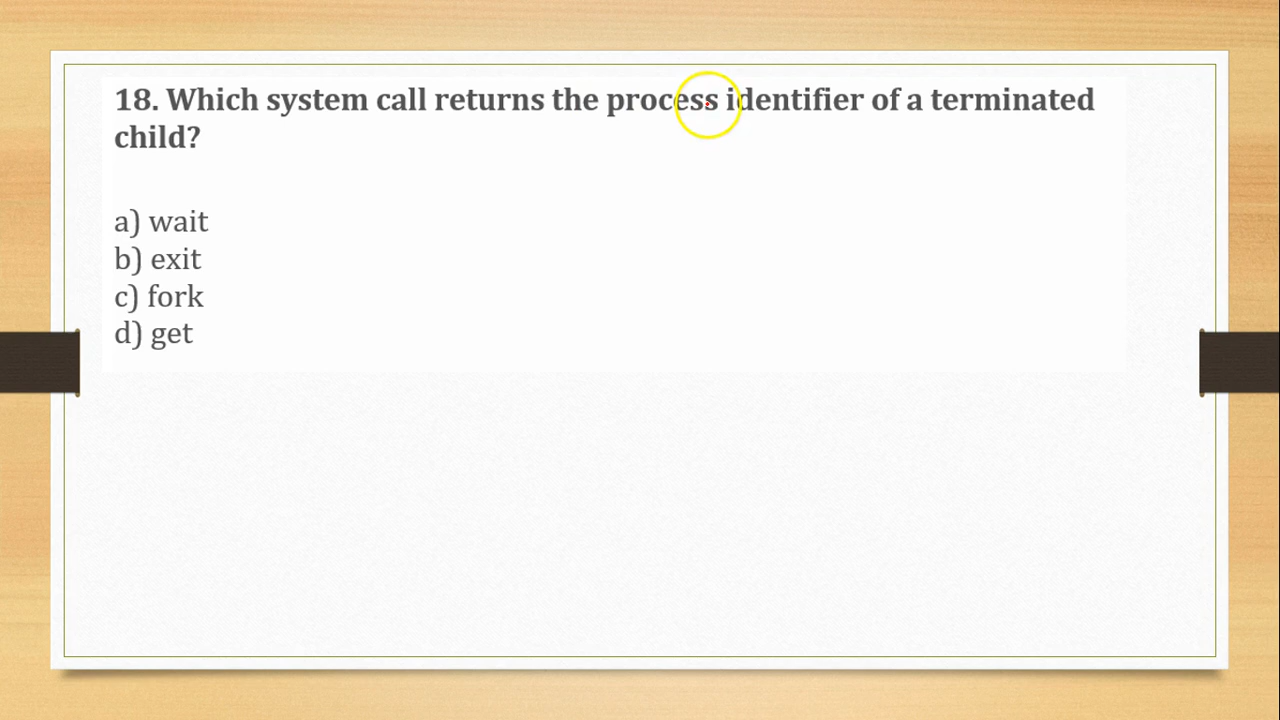 18. Which system call returns the process identifier of a terminated
child?
a) wait
b) exit
c) fork
d) get